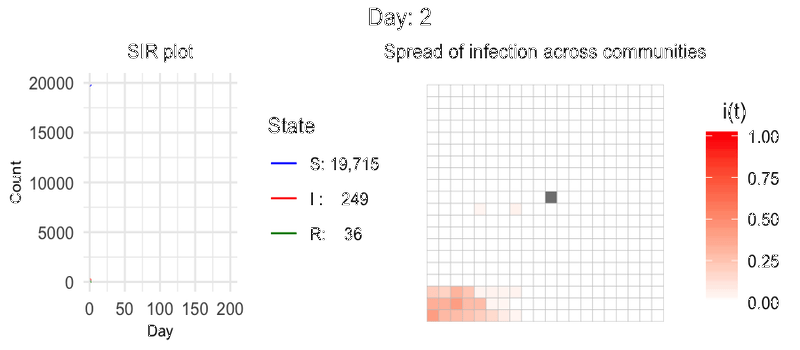 Day: 2
SIR plot
Spread of infection across communities
20000
15000
10000
5000
0
Count
0 50 100 150 200
Day
State
S: 19,715
I : 249
R: 36
i(t)
1.00
0.75
0.50
0.25
0.00